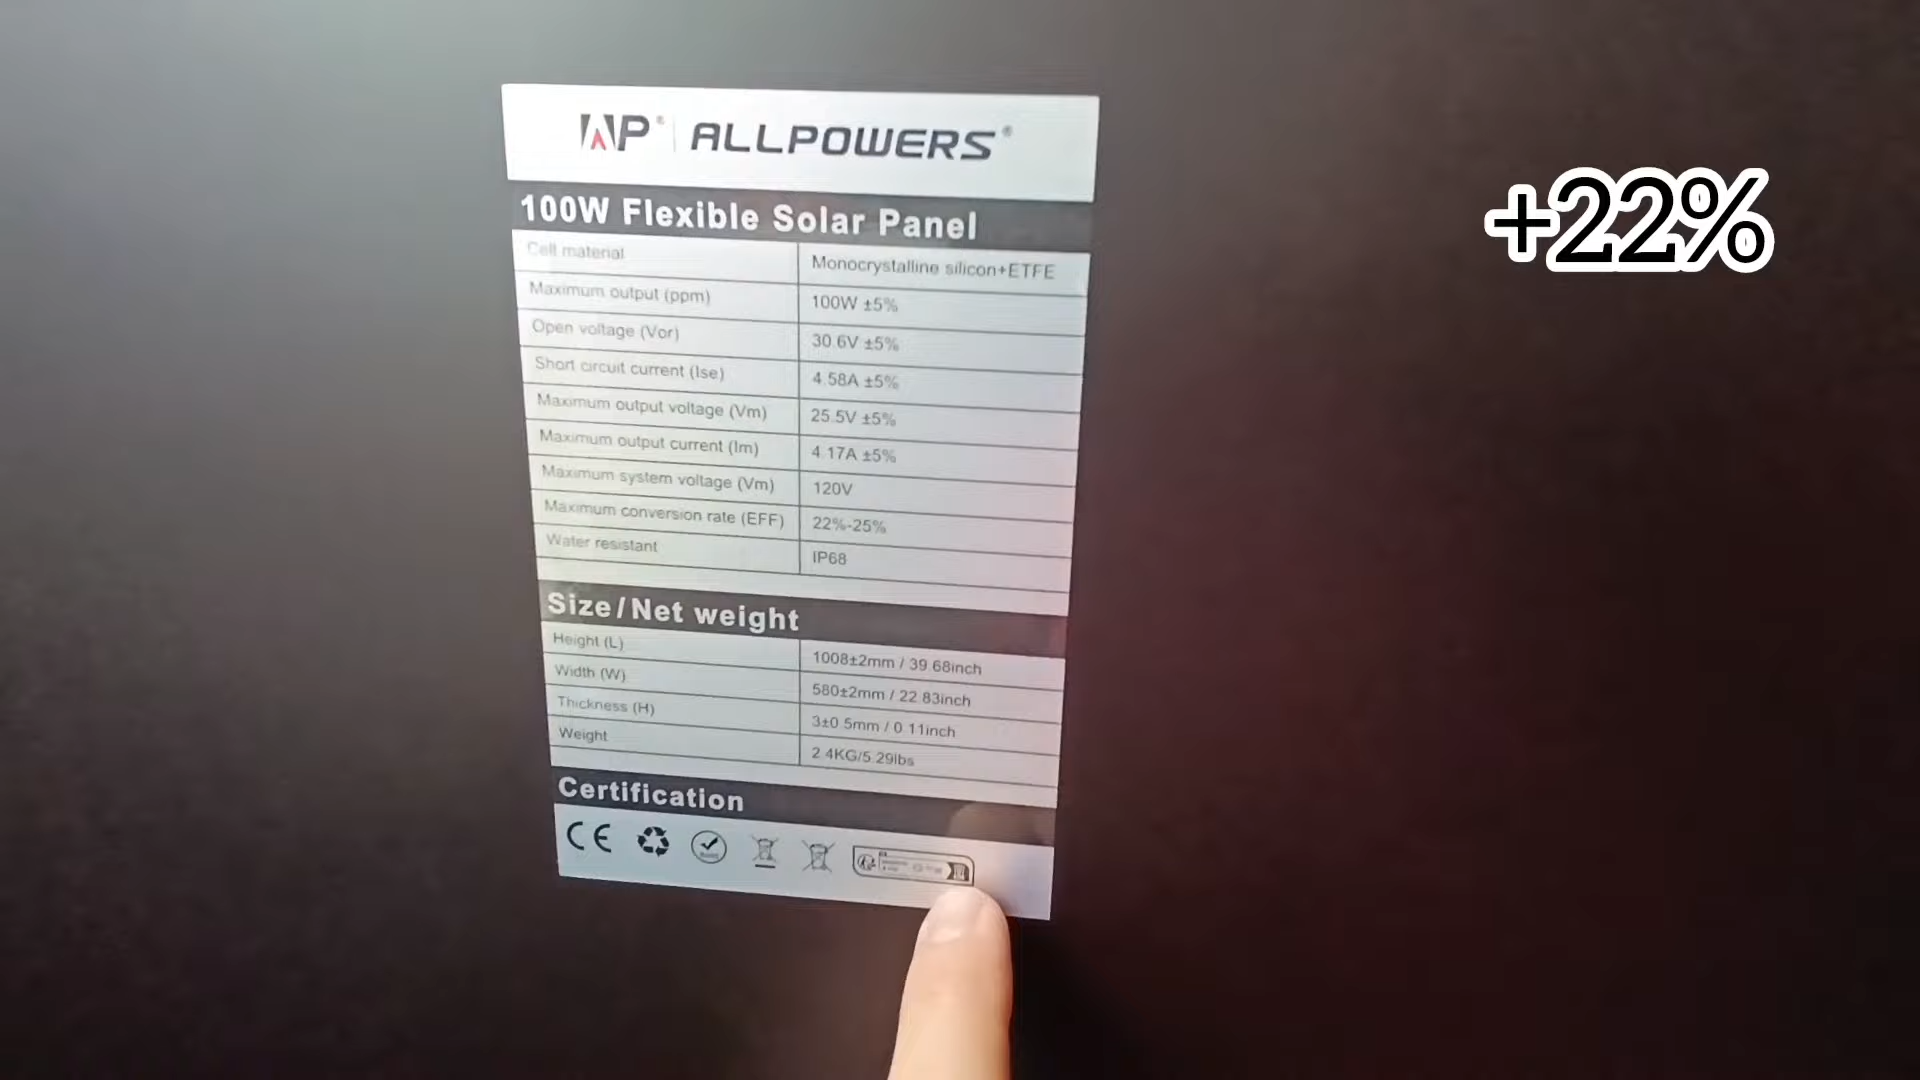 AP® | ALLPOWERS®
+22%
100W Flexible Solar Panel
Cell material Monocrystalline silicon+ETFE
Maximum output (ppm) 100W ±5%
Open voltage (Vor) 30.6V ±5%
Short circuit current (Ise) 4.58A ±5%
Maximum output voltage (Vm) 25.5V ±5%
Maximum output current (Im) 4.17A ±5%
Maximum system voltage (Vm) 120V
Maximum conversion rate (EFF) 22%-25%
Water resistant IP68
Size/Net weight
Height (L) 1008±2mm / 39.68inch
Width (W) 580±2mm / 22.83inch
Thickness (H) 3±0.5mm / 0.11inch
Weight 2.4KG/5.29lbs
Certification
CE